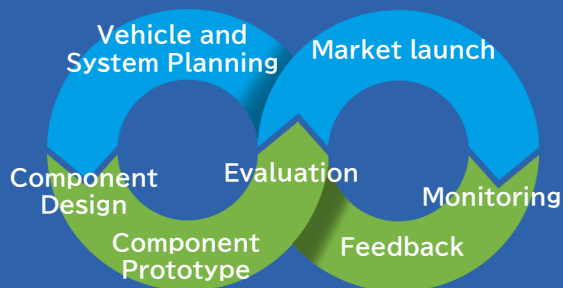 Vehicle and
System Planning
Market launch
Component
Design
Evaluation
Monitoring
Component
Prototype
Feedback